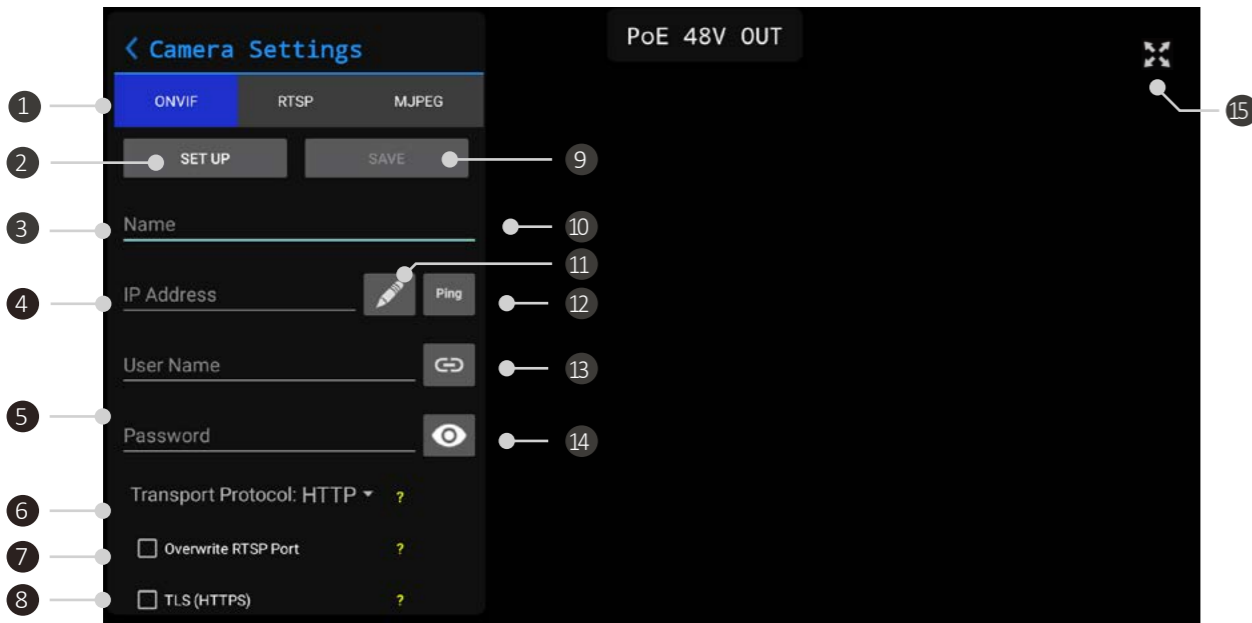 PoE 48V OUT
Camera Settings
1 ONVIF RTSP MJPEG 15
2 SET UP SAVE 9
3 Name 10
11
4 IP Address Ping 12
User Name 13
5
Password 14
6 Transport Protocol: HTTP ?
7 Overwrite RTSP Port ?
8 TLS (HTTPS) ?